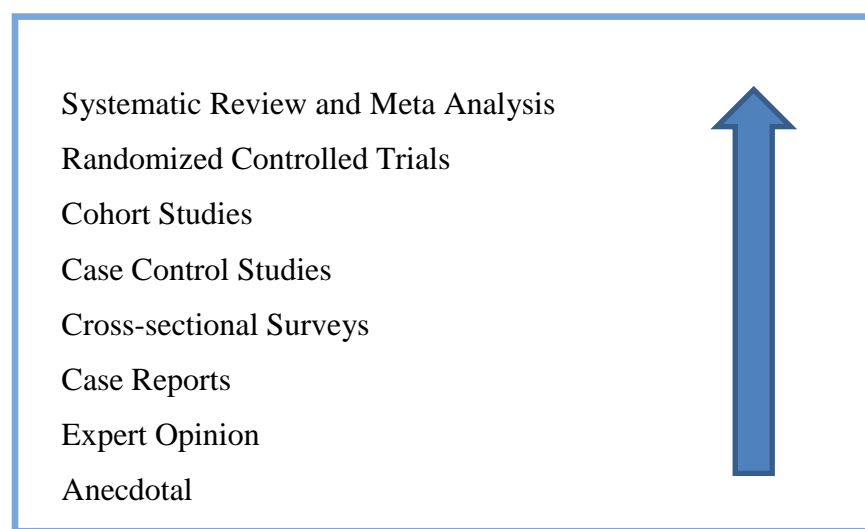 Systematic Review and Meta Analysis
Randomized Controlled Trials
Cohort Studies
Case Control Studies
Cross-sectional Surveys
Case Reports
Expert Opinion
Anecdotal